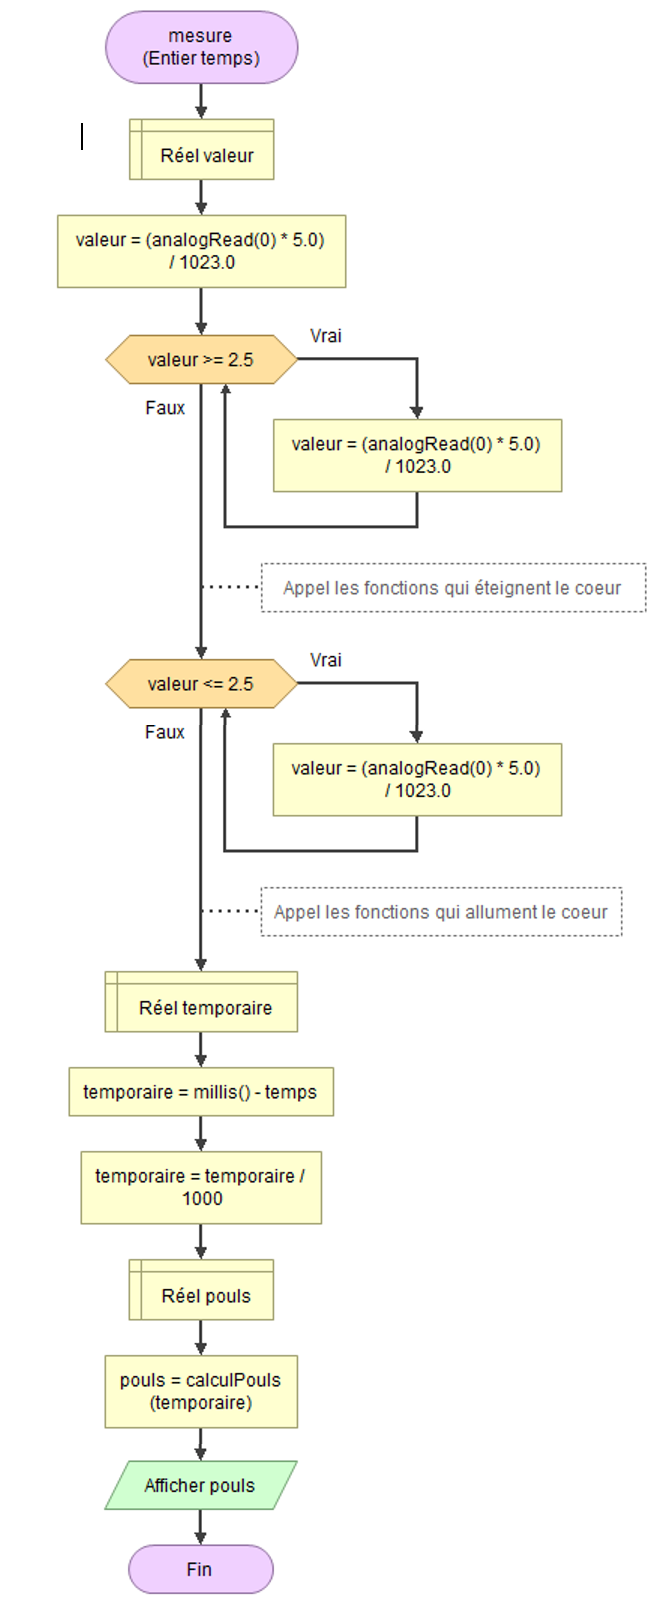 mesure
(Entier temps)
Réel valeur
valeur = (analogRead(0) * 5.0)
/ 1023.0
valeur >= 2.5
Vrai
Faux
valeur = (analogRead(0) * 5.0)
/ 1023.0
Appel les fonctions qui éteignent le coeur
valeur <= 2.5
Vrai
Faux
valeur = (analogRead(0) * 5.0)
/ 1023.0
Appel les fonctions qui allument le coeur
Réel temporaire
temporaire = millis() - temps
temporaire = temporaire /
1000
Réel pouls
pouls = calculPouls
(temporaire)
Afficher pouls
Fin